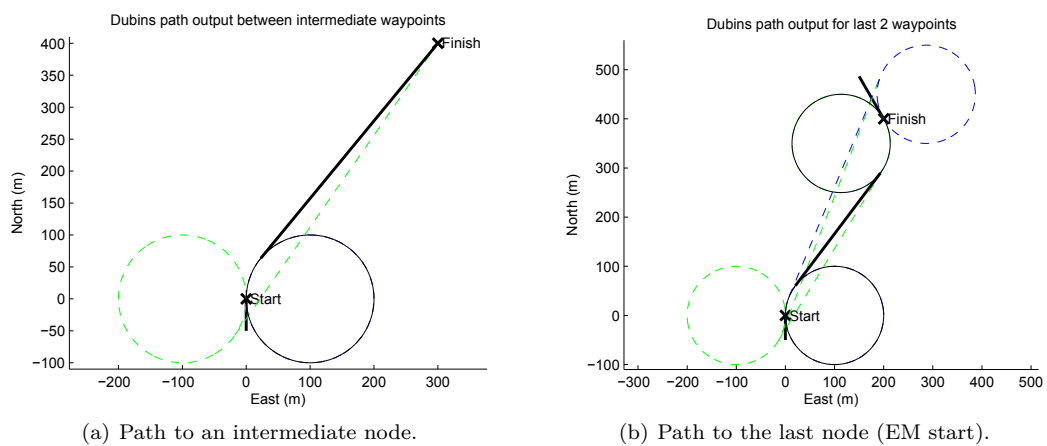 Dubins path output between intermediate waypoints
400
350
300
250
200
150
100
50
0
−50
−100
North (m)
Finish
Start
−200 −100 0 100 200 300
East (m)
(a) Path to an intermediate node.
Dubins path output for last 2 waypoints
500
400
300
200
100
0
−100
North (m)
Finish
Start
−300 −200 −100 0 100 200 300 400 500
East (m)
(b) Path to the last node (EM start).